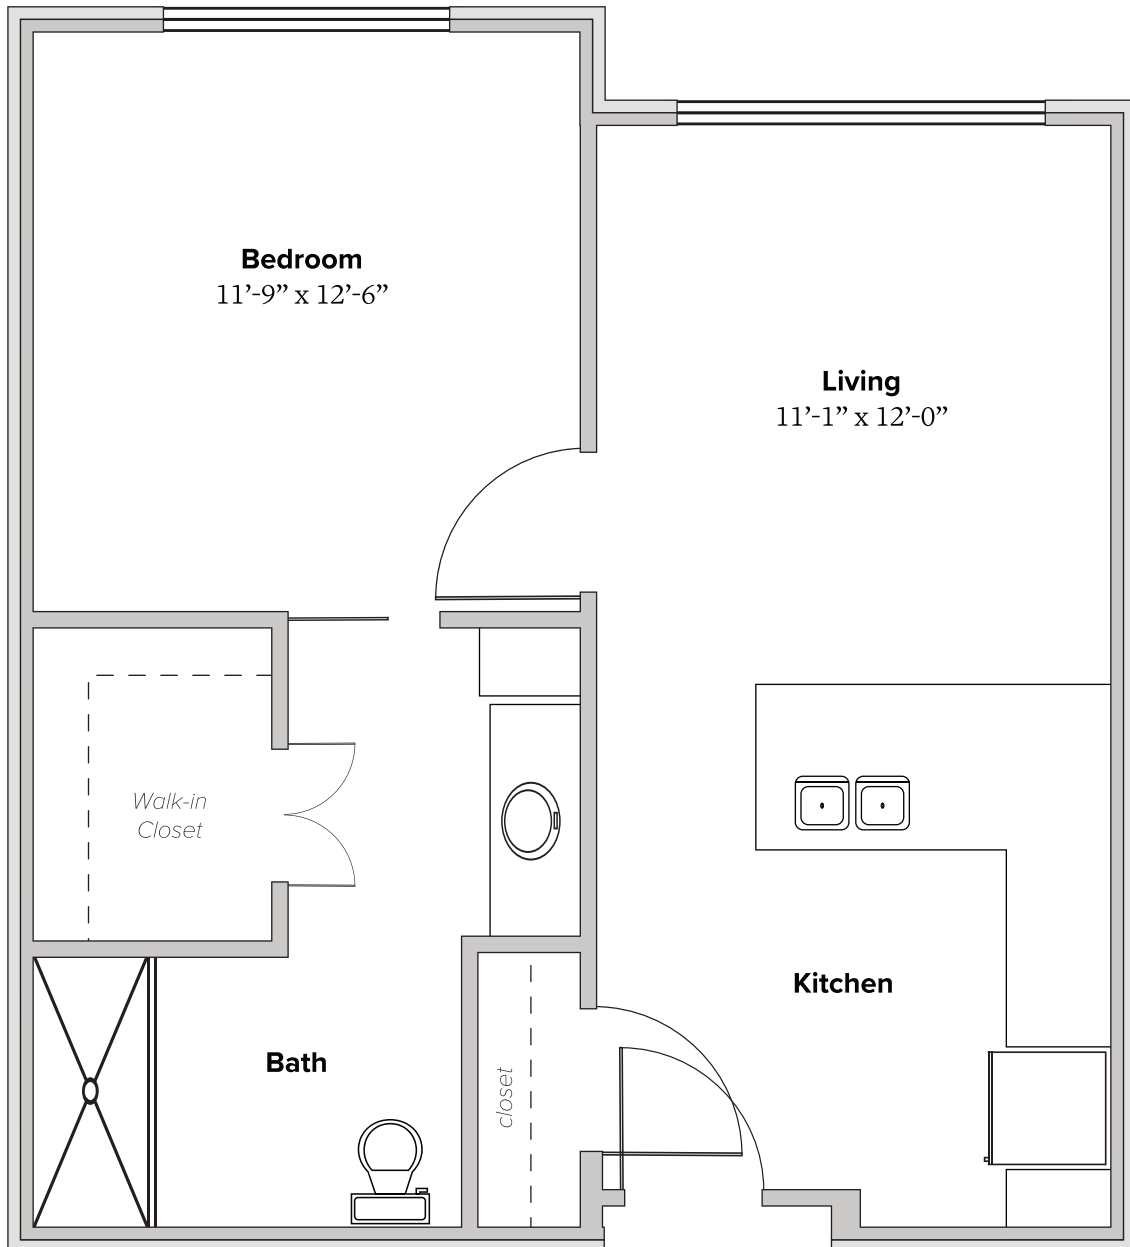 Bedroom
11’-9” x 12’-6”
Living
11’-1” x 12’-0”
Walk-in
Closet
Kitchen
Bath
closet